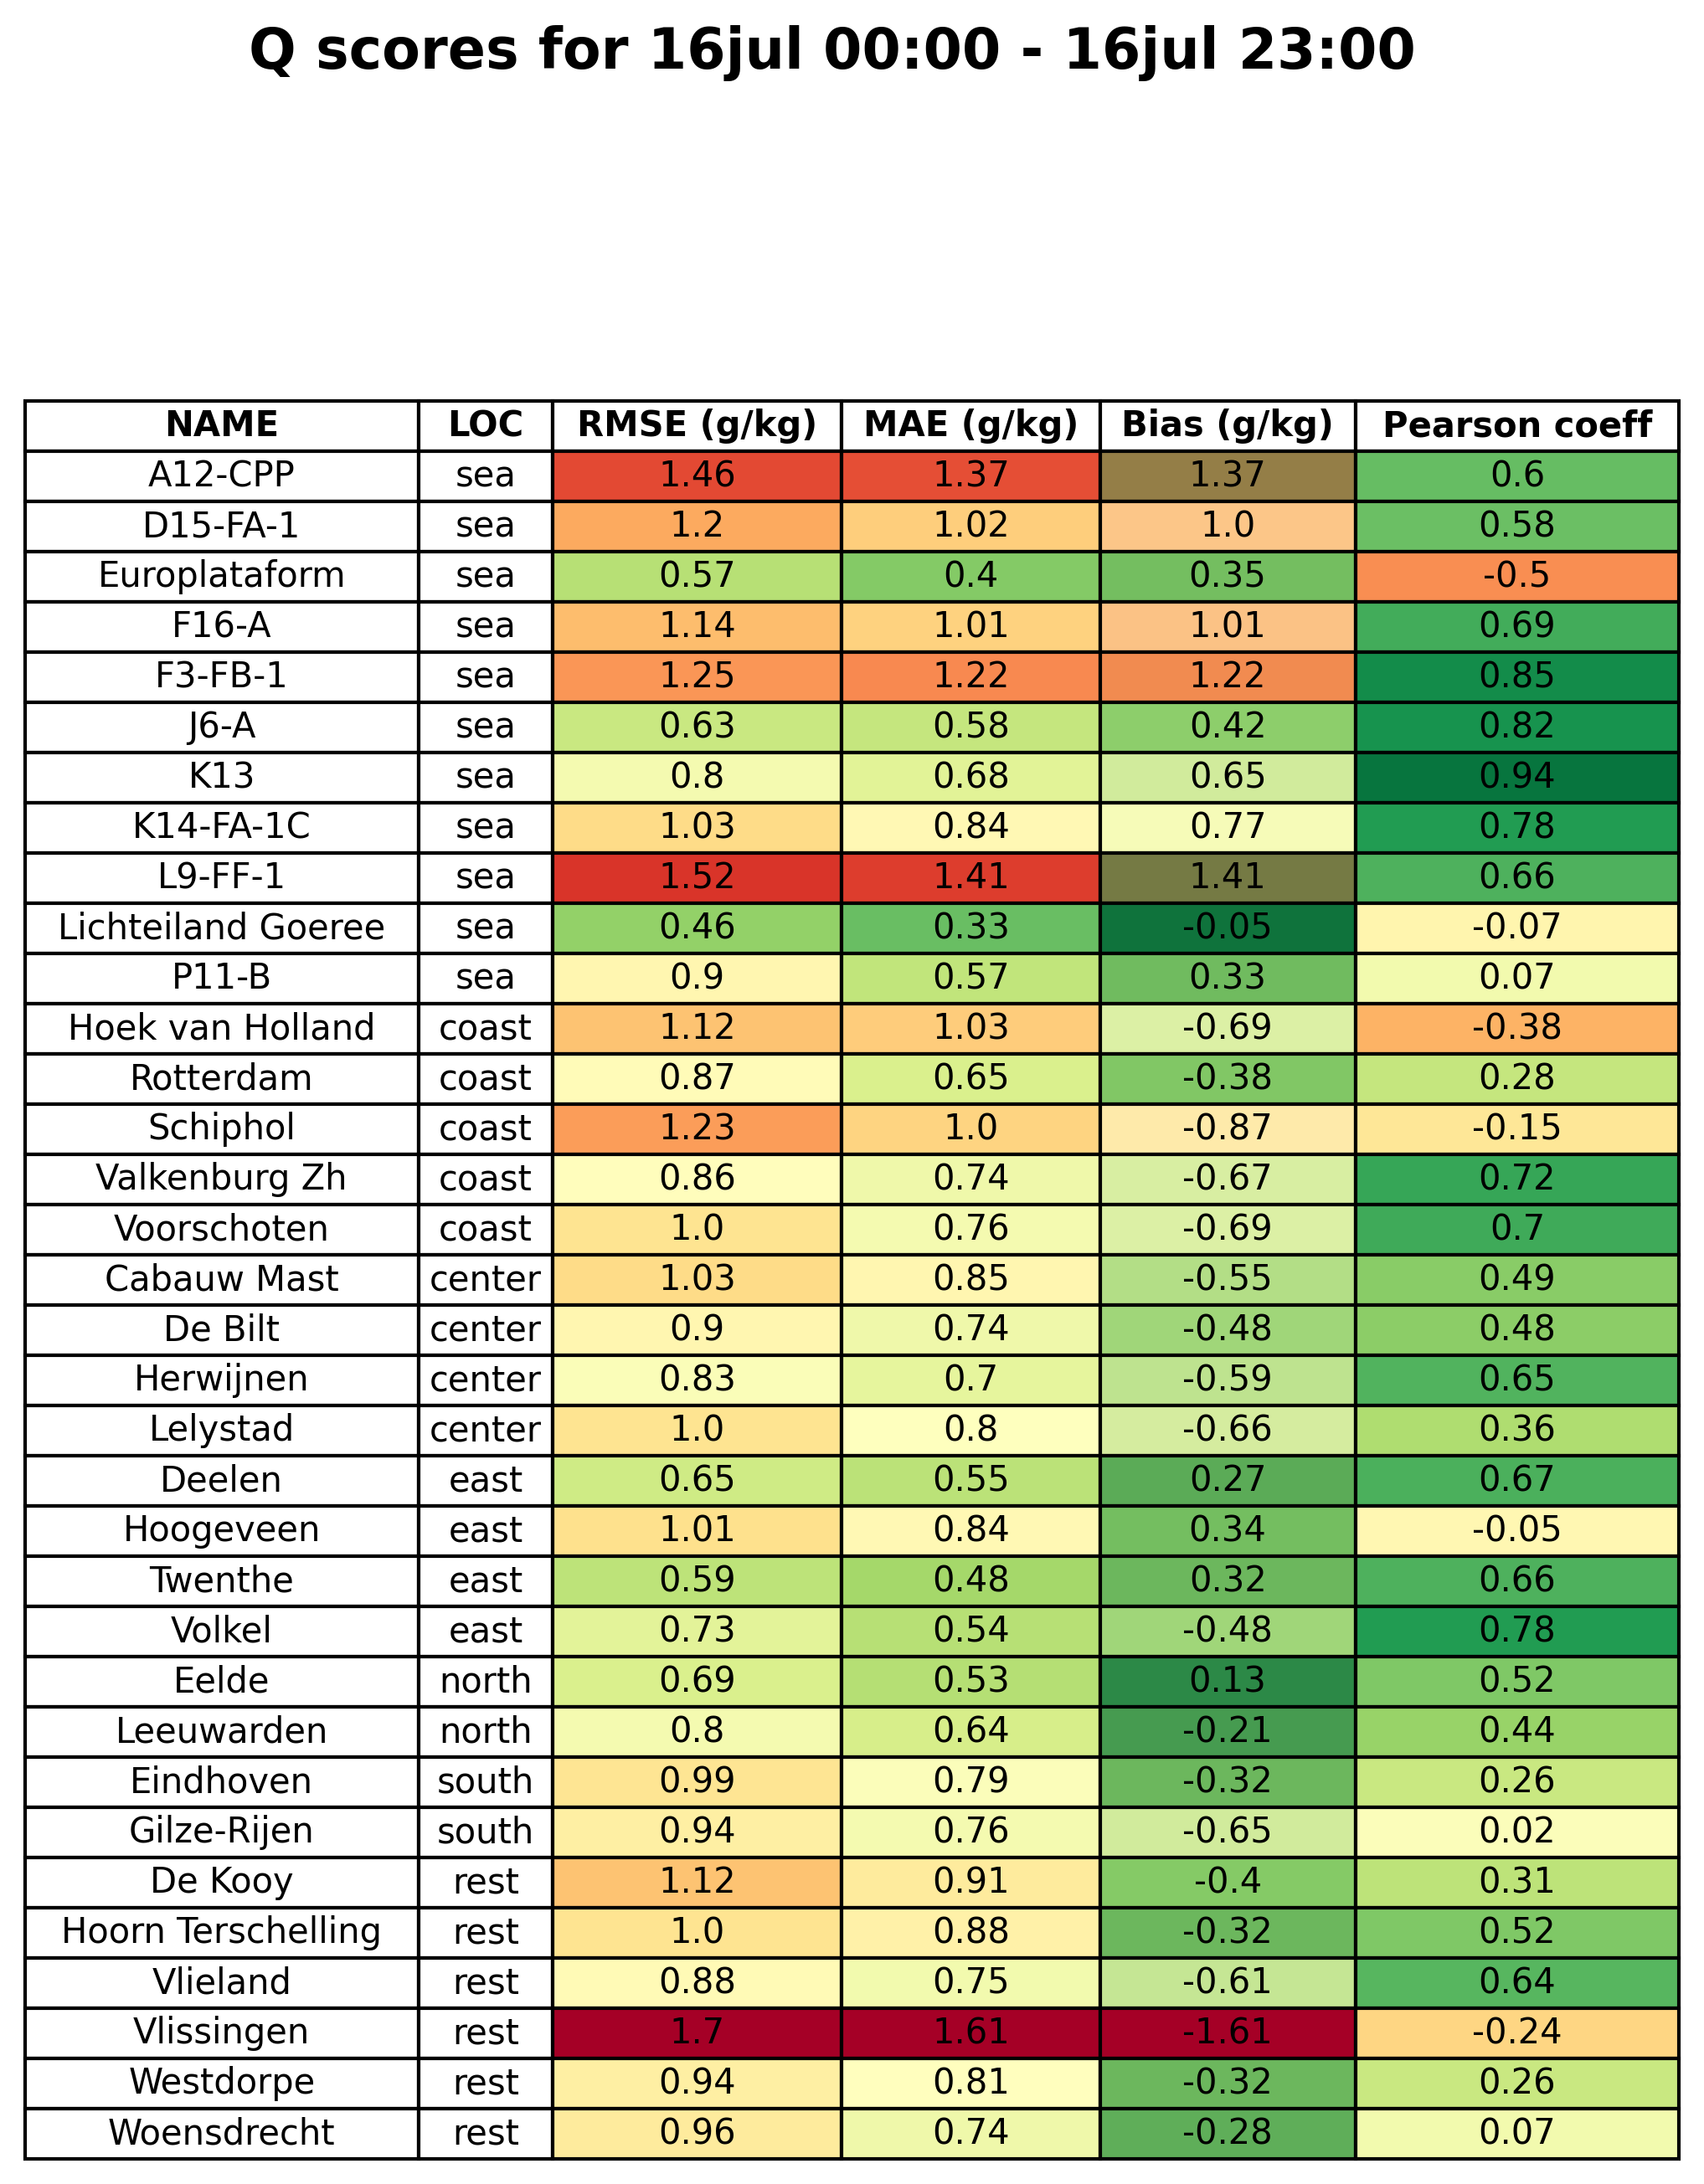 Q scores for 16jul 00:00 - 16jul 23:00
NAME LOC RMSE (g/kg) MAE (g/kg) Bias (g/kg) Pearson coeff
A12-CPP sea 1.46 1.37 1.37 0.6
D15-FA-1 sea 1.2 1.02 1.0 0.58
Europlataform sea 0.57 0.4 0.35 -0.5
F16-A sea 1.14 1.01 1.01 0.69
F3-FB-1 sea 1.25 1.22 1.22 0.85
J6-A sea 0.63 0.58 0.42 0.82
K13 sea 0.8 0.68 0.65 0.94
K14-FA-1C sea 1.03 0.84 0.77 0.78
L9-FF-1 sea 1.52 1.41 1.41 0.66
Lichteiland Goeree sea 0.46 0.33 -0.05 -0.07
P11-B sea 0.9 0.57 0.33 0.07
Hoek van Holland coast 1.12 1.03 -0.69 -0.38
Rotterdam coast 0.87 0.65 -0.38 0.28
Schiphol coast 1.23 1.0 -0.87 -0.15
Valkenburg Zh coast 0.86 0.74 -0.67 0.72
Voorschoten coast 1.0 0.76 -0.69 0.7
Cabauw Mast center 1.03 0.85 -0.55 0.49
De Bilt center 0.9 0.74 -0.48 0.48
Herwijnen center 0.83 0.7 -0.59 0.65
Lelystad center 1.0 0.8 -0.66 0.36
Deelen east 0.65 0.55 0.27 0.67
Hoogeveen east 1.01 0.84 0.34 -0.05
Twenthe east 0.59 0.48 0.32 0.66
Volkel east 0.73 0.54 -0.48 0.78
Eelde north 0.69 0.53 0.13 0.52
Leeuwarden north 0.8 0.64 -0.21 0.44
Eindhoven south 0.99 0.79 -0.32 0.26
Gilze-Rijen south 0.94 0.76 -0.65 0.02
De Kooy rest 1.12 0.91 -0.4 0.31
Hoorn Terschelling rest 1.0 0.88 -0.32 0.52
Vlieland rest 0.88 0.75 -0.61 0.64
Vlissingen rest 1.7 1.61 -1.61 -0.24
Westdorpe rest 0.94 0.81 -0.32 0.26
Woensdrecht rest 0.96 0.74 -0.28 0.07